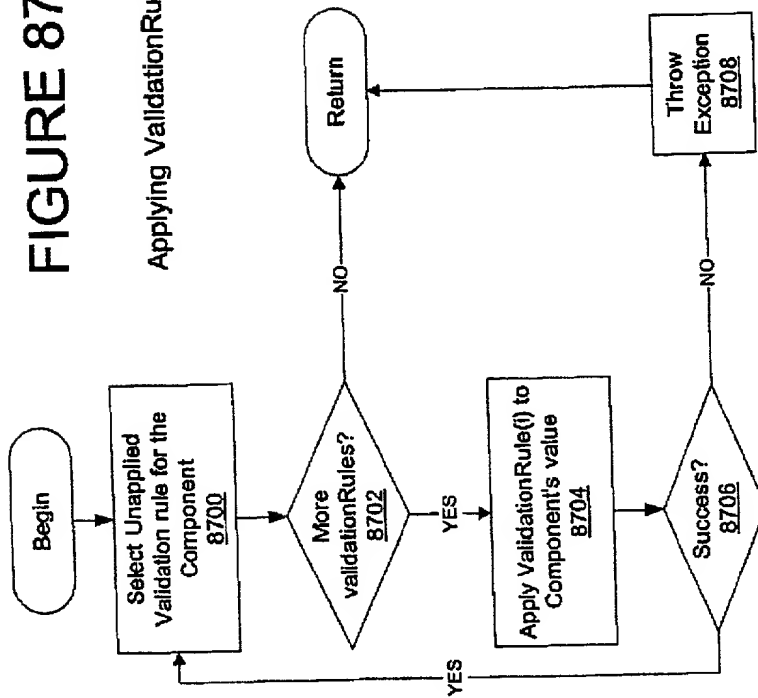 FIGURE 87
Applying ValidationRu
Begin
Select Unapplied
Validation rule for the
Component
8700
More
validationRules?
8702
NO
Return
YES
Apply ValidationRule(i) to
Component's value
8704
Success?
8706
YES
NO
Throw
Exception
8708